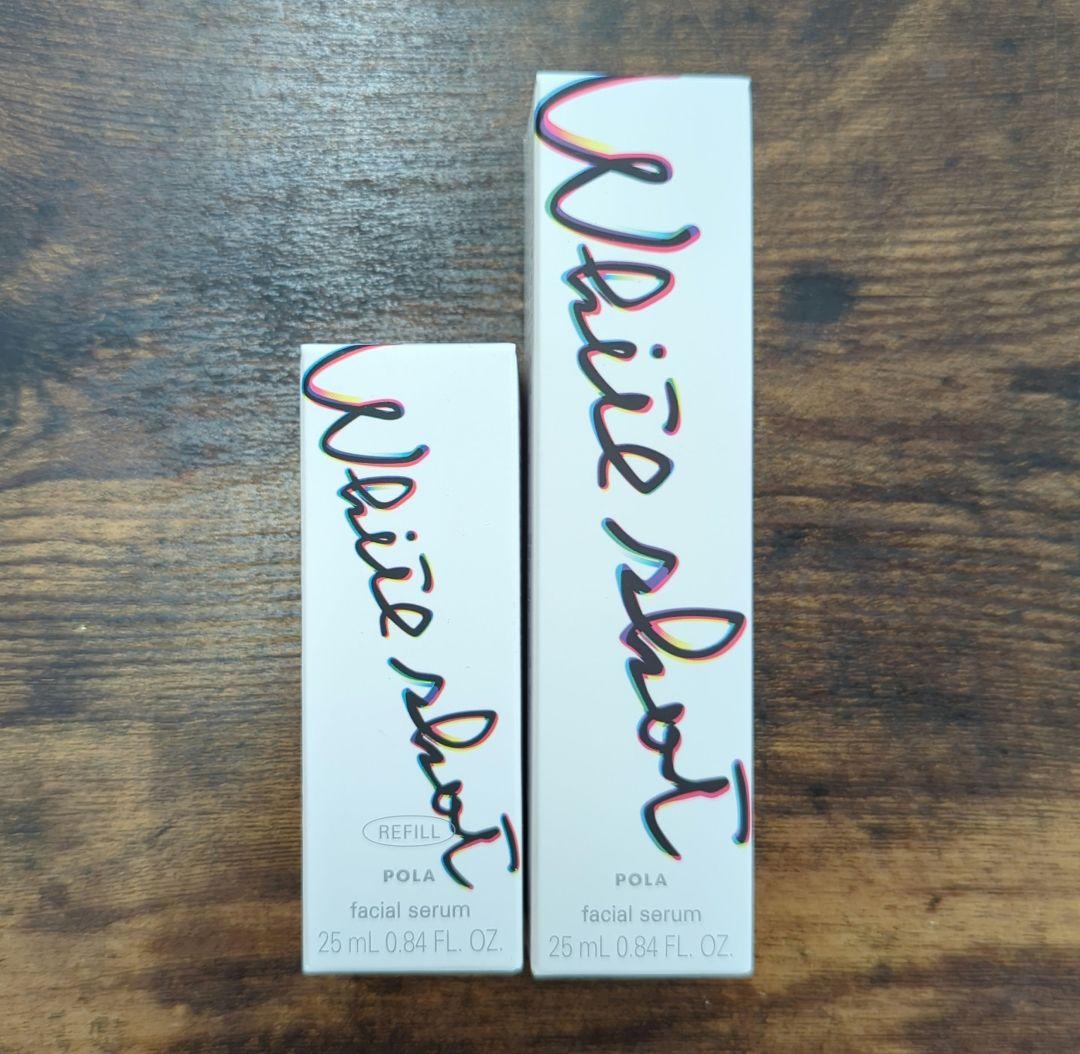 White shot
REFILL
POLA
facial serum
25 mL 0.84 FL. OZ.
White shot
POLA
facial serum
25 mL 0.84 FL. OZ.